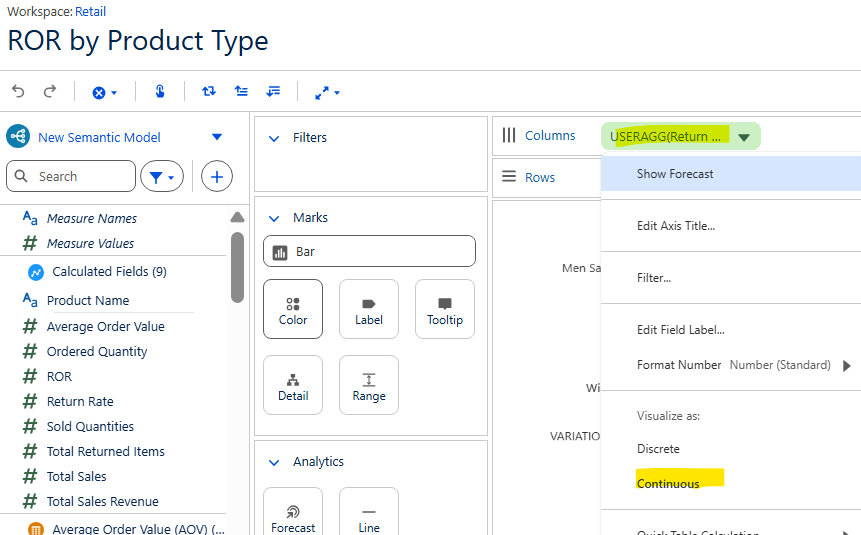 Workspace: Retail
ROR by Product Type
New Semantic Model
Search
Measure Names
Measure Values
Calculated Fields (9)
Product Name
Average Order Value
Ordered Quantity
ROR
Return Rate
Sold Quantities
Total Returned Items
Total Sales
Total Sales Revenue
Average Order Value (AOV) (...
Filters
Marks
Bar
Color
Label
Tooltip
Detail
Range
Analytics
Forecast
Line
Columns
USERAGG(Return ...
Rows
Men Sa
Wi
VARIATIO
Show Forecast
Edit Axis Title...
Filter...
Edit Field Label...
Format Number Number (Standard)
Visualize as:
Discrete
Continuous
Quick Table Calculation